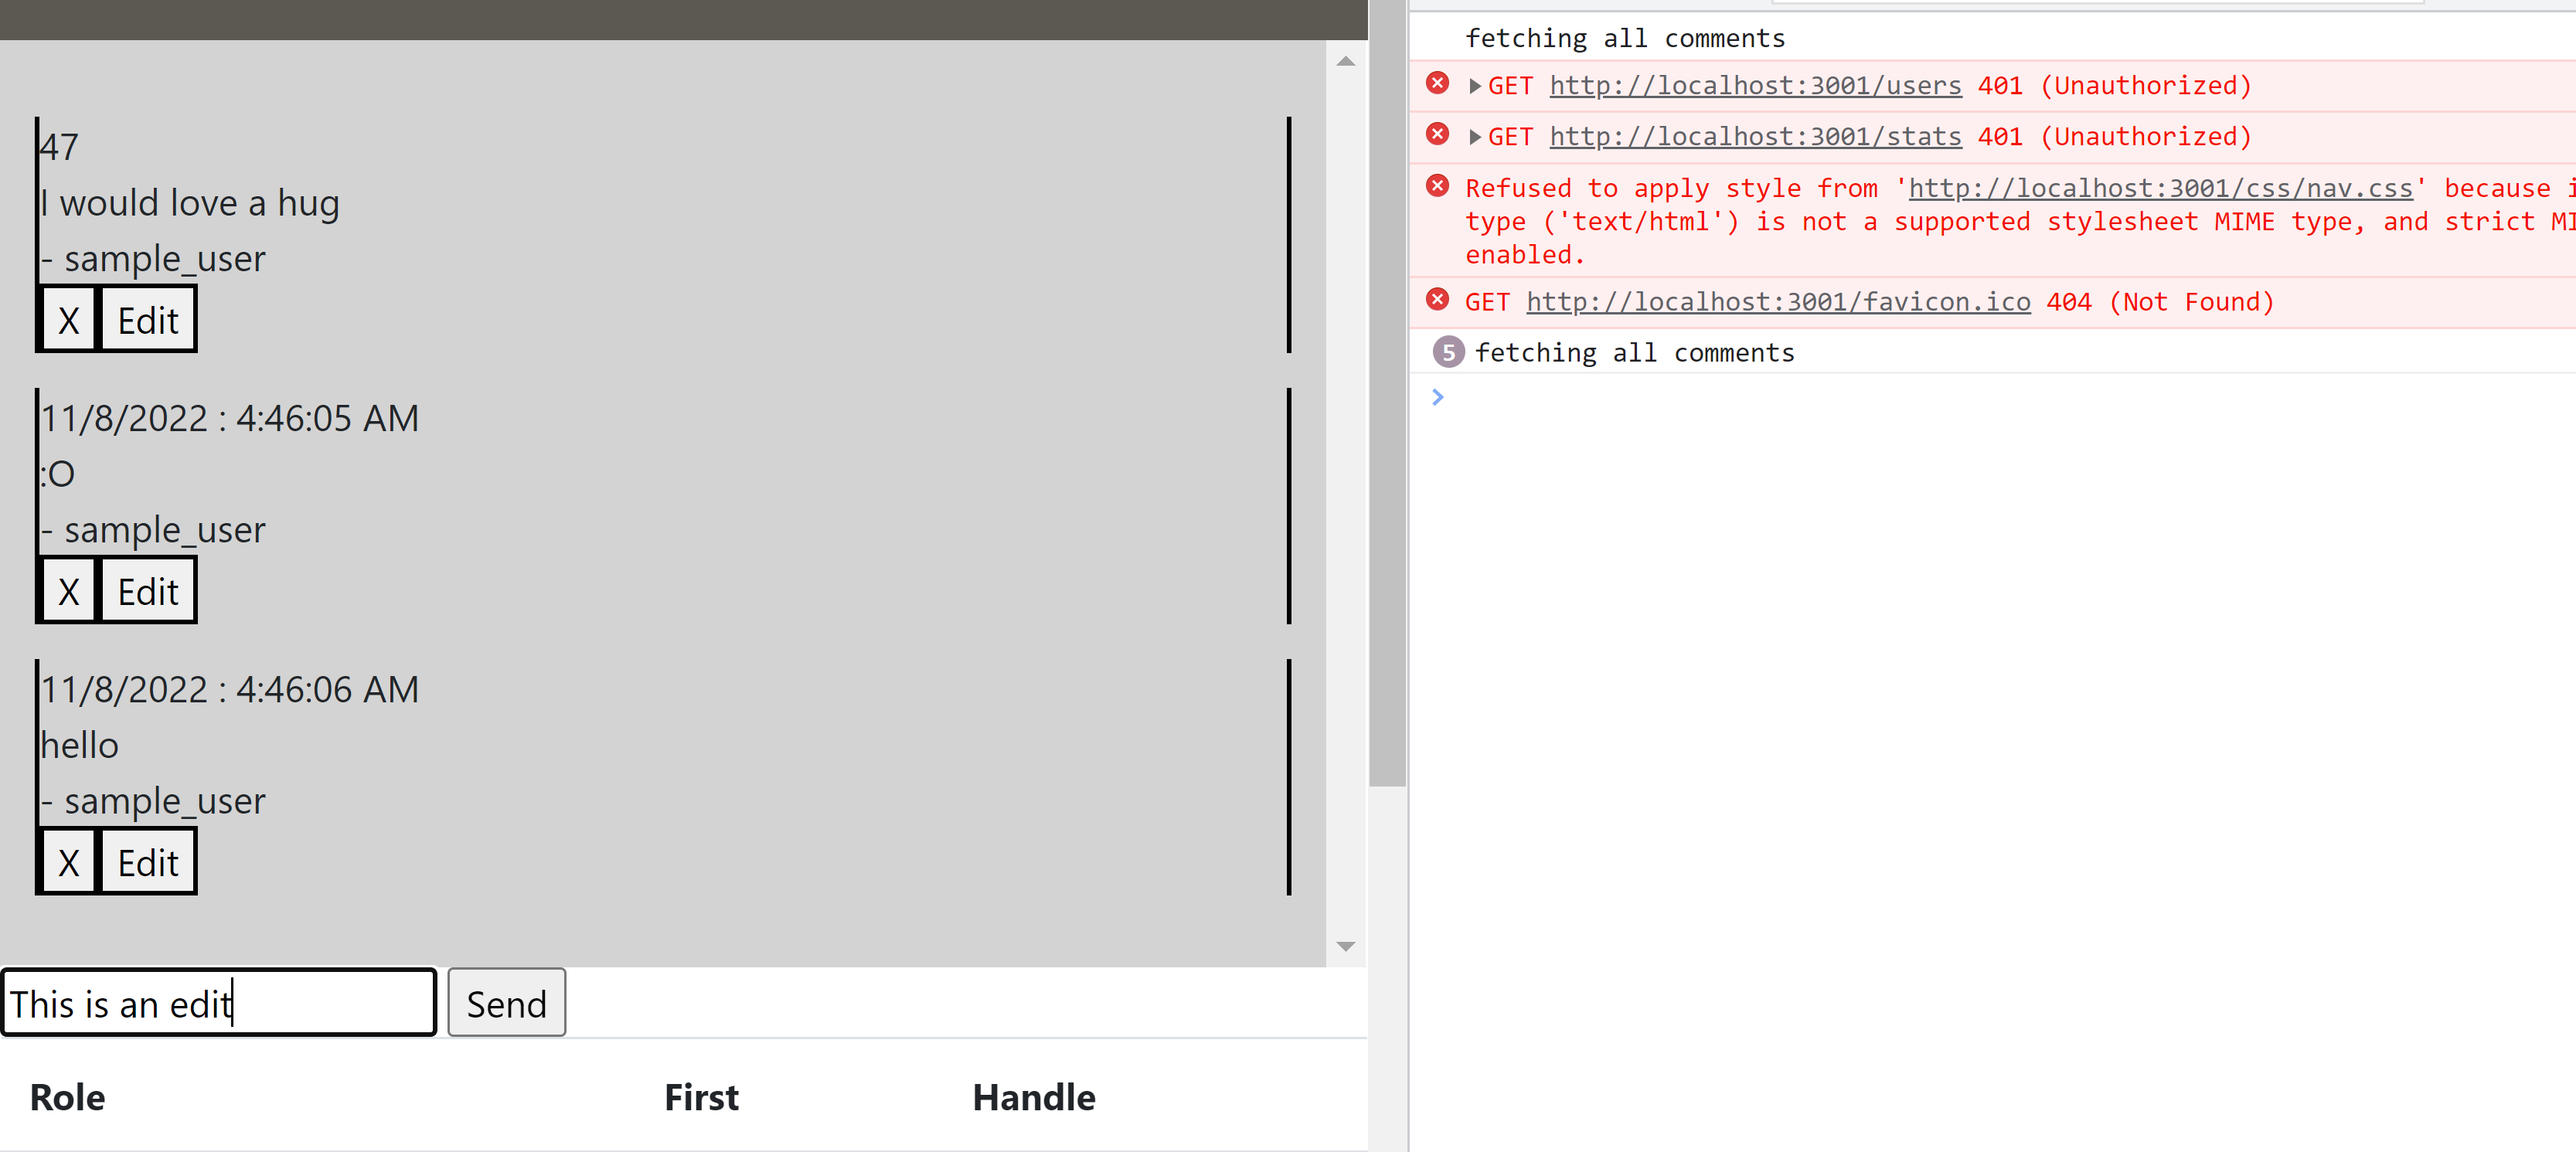 47
I would love a hug
- sample_user
X Edit
11/8/2022 : 4:46:05 AM
:O
- sample_user
X Edit
11/8/2022 : 4:46:06 AM
hello
- sample_user
X Edit
This is an edit Send
Role First Handle
fetching all comments
GET http://localhost:3001/users 401 (Unauthorized)
GET http://localhost:3001/stats 401 (Unauthorized)
Refused to apply style from 'http://localhost:3001/css/nav.css' because
type ('text/html') is not a supported stylesheet MIME type, and strict
enabled.
GET http://localhost:3001/favicon.ico 404 (Not Found)
5 fetching all comments